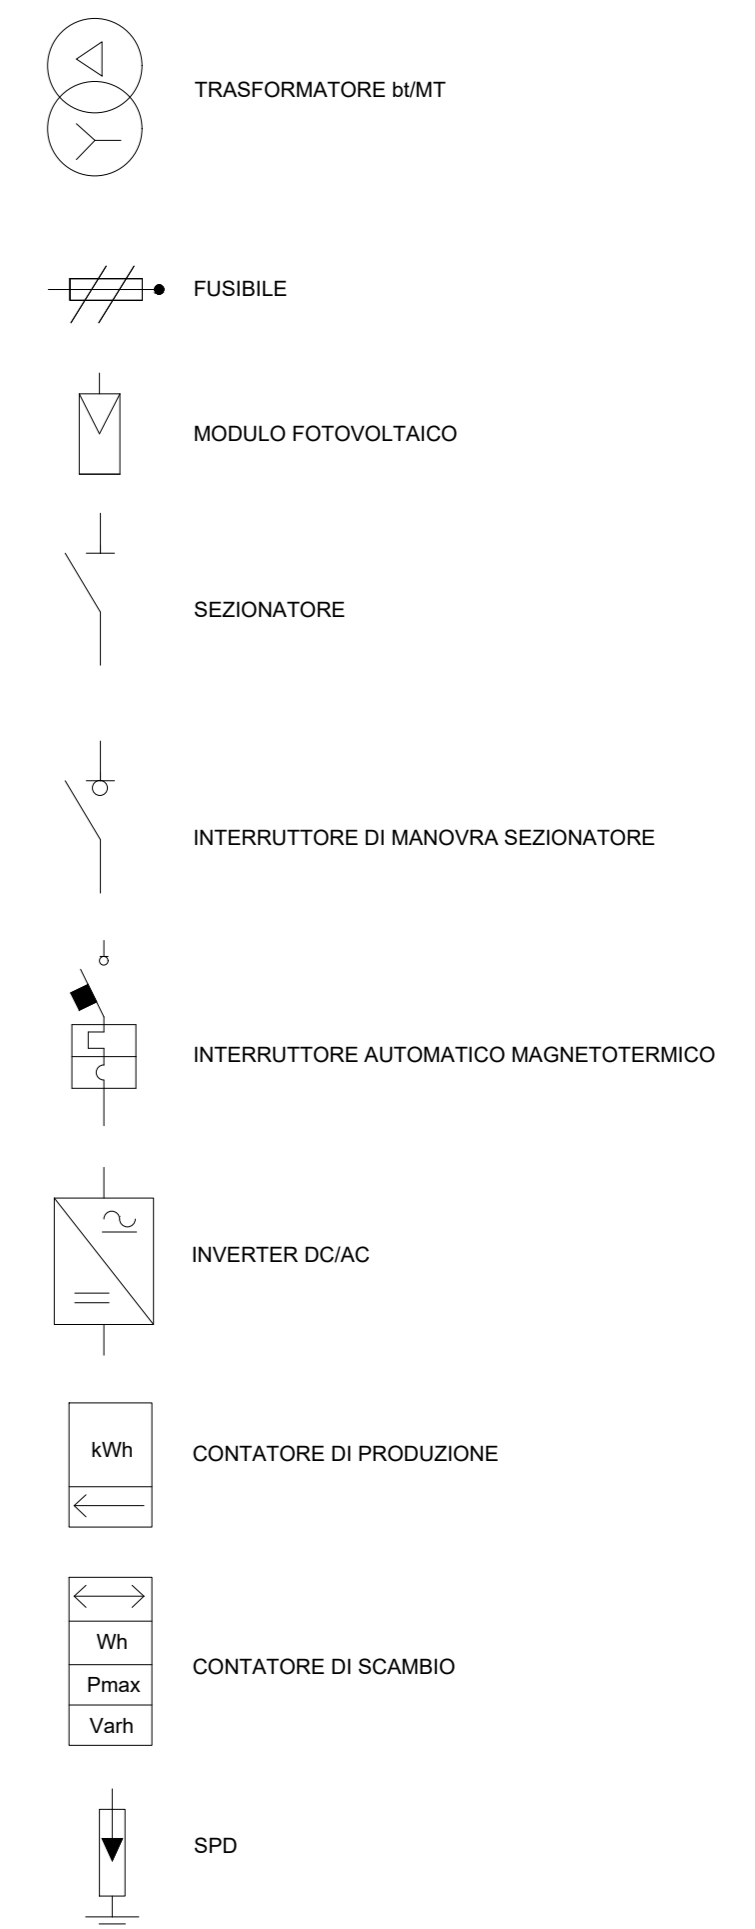 TRASFORMATORE bt/MT
FUSIBILE
MODULO FOTOVOLTAICO
SEZIONATORE
INTERRUTTORE DI MANOVRA SEZIONATORE
INTERRUTTORE AUTOMATICO MAGNETOTERMICO
INVERTER DC/AC
kWh
CONTATORE DI PRODUZIONE
Wh
Pmax
Varh
CONTATORE DI SCAMBIO
SPD